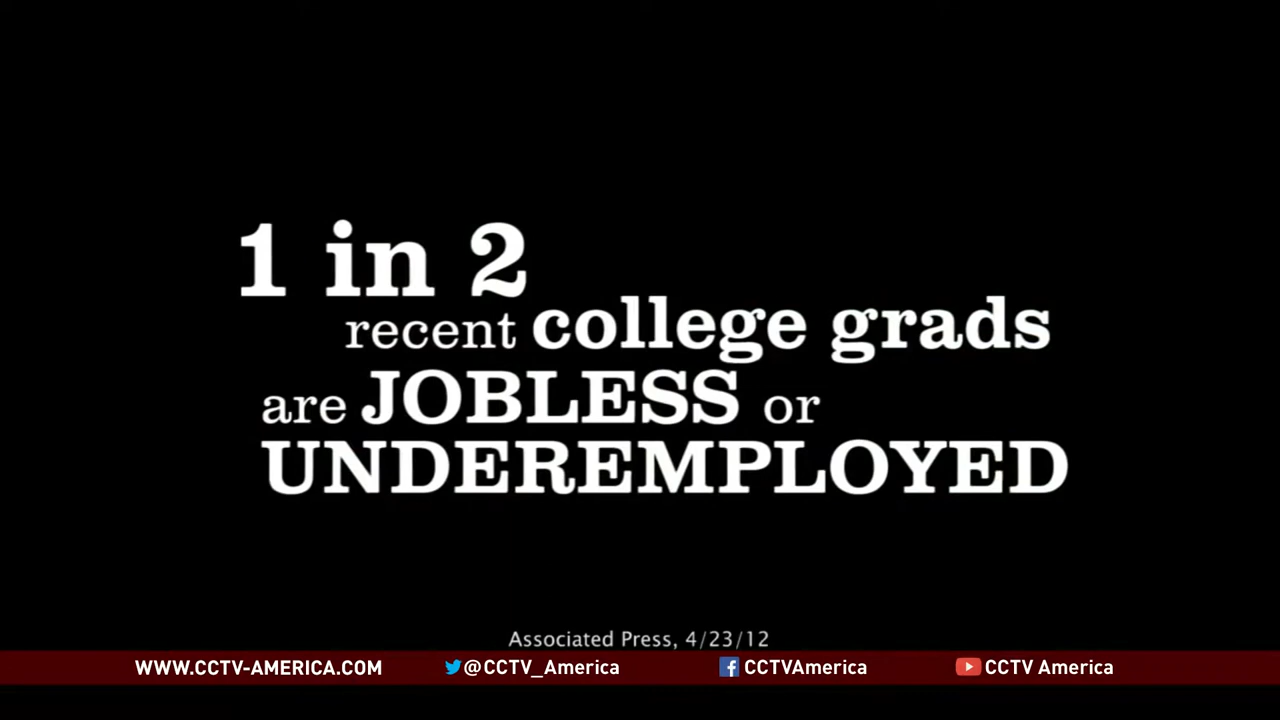 1 in 2
recent college grads
are JOBLESS or
UNDEREMPLOYED
Associated Press, 4/23/12
WWW.CCTV-AMERICA.COM @CCTV_America CCTVAmerica CCTV America